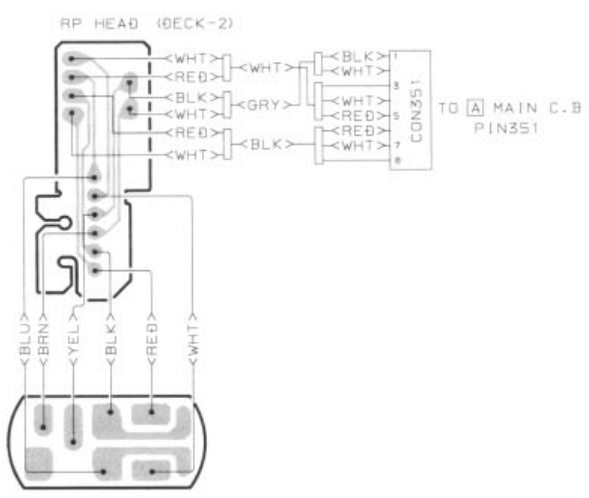 RP HEAD (DECK-2)
<WHT>
<RED>
<BLK>
<WHT>
<RED>
<WHT>
<WHT>
<GRY>
<BLK>
<BLK>
<WHT>
<WHT>
<RED>
<RED>
<WHT>
1
3
5
7
8
CON351
TO A MAIN C.B
PIN351
<BLU>
<BRN>
<YEL>
<BLK>
<RED>
<WHT>